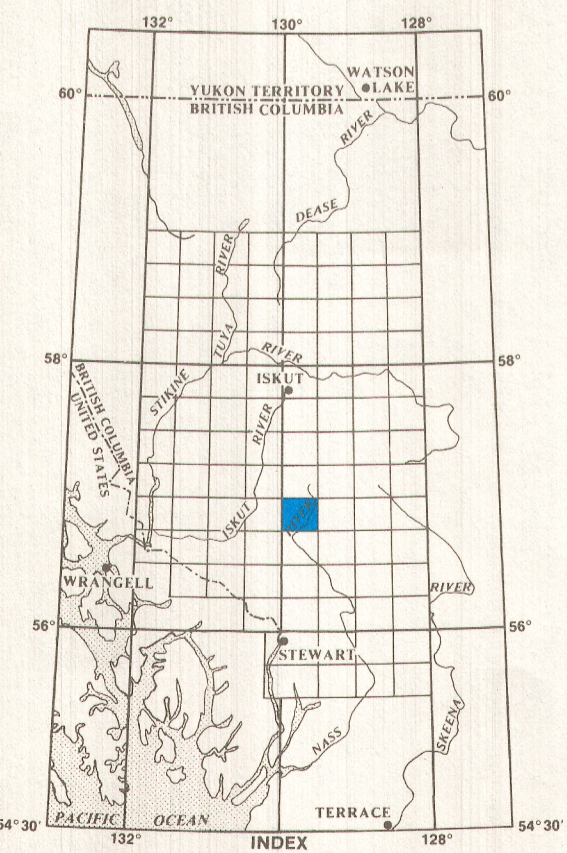 132° 130° 128°
WATSON
LAKE
60° YUKON TERRITORY 60°
BRITISH COLUMBIA
RIVER
DEASE
RIVER
TUYA
58° RIVER 58°
ISKUT
STIKINE
BRITISH COLUMBIA
UNITED STATES
RIVER
ISKUT
RIVER
WRANGELL
RIVER
56° 56°
STEWART
SKEENA
NASS
TERRACE
54°30' PACIFIC OCEAN 54°30'
132° INDEX 128°